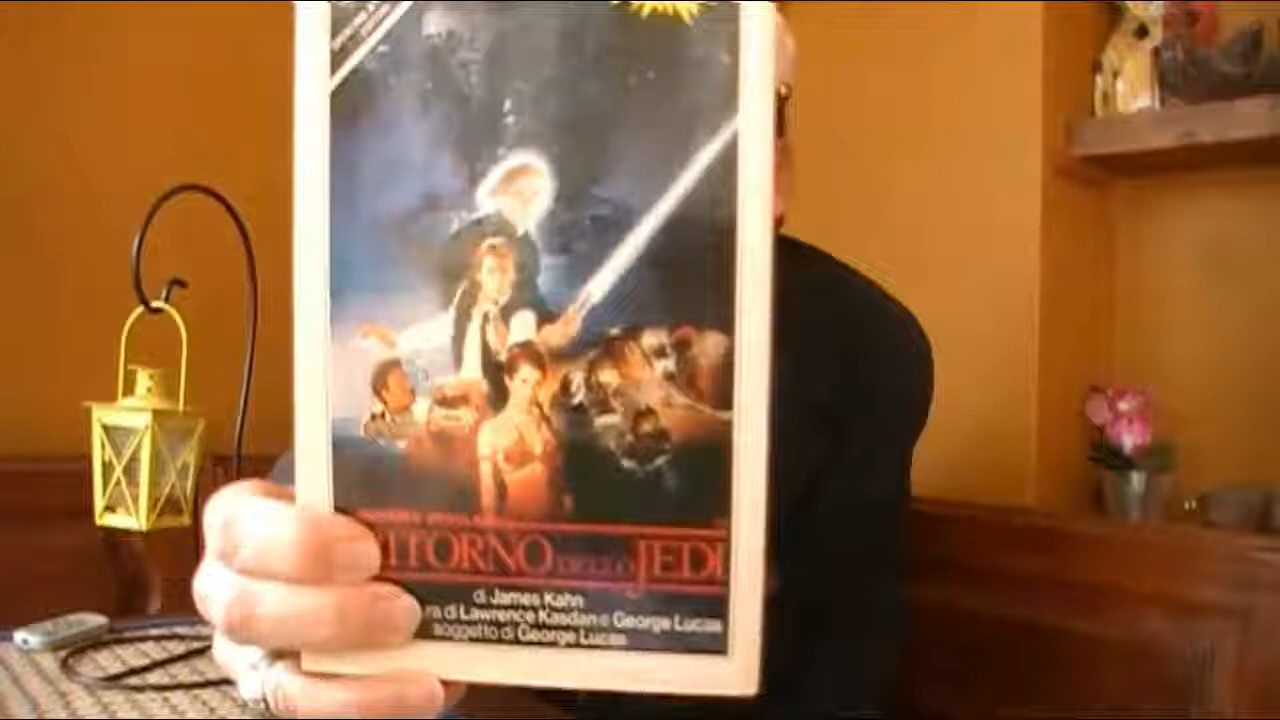 ITORNO DELLO JEDI
di James Kahn
ra di Lawrence Kasdan e George Lucas
soggetto di George Lucas